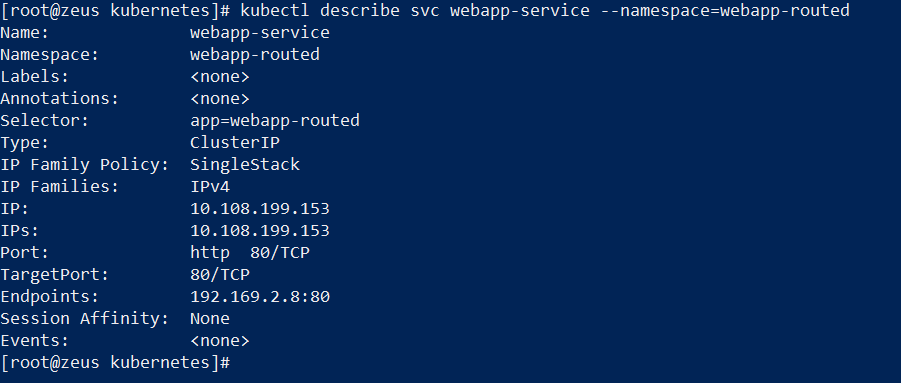 [root@zeus kubernetes]# kubectl describe svc webapp-service --namespace=webapp-routed
Name:              webapp-service
Namespace:         webapp-routed
Labels:            <none>
Annotations:       <none>
Selector:          app=webapp-routed
Type:              ClusterIP
IP Family Policy:  SingleStack
IP Families:       IPv4
IP:                10.108.199.153
IPs:               10.108.199.153
Port:              http  80/TCP
TargetPort:        80/TCP
Endpoints:         192.169.2.8:80
Session Affinity:  None
Events:            <none>
[root@zeus kubernetes]#